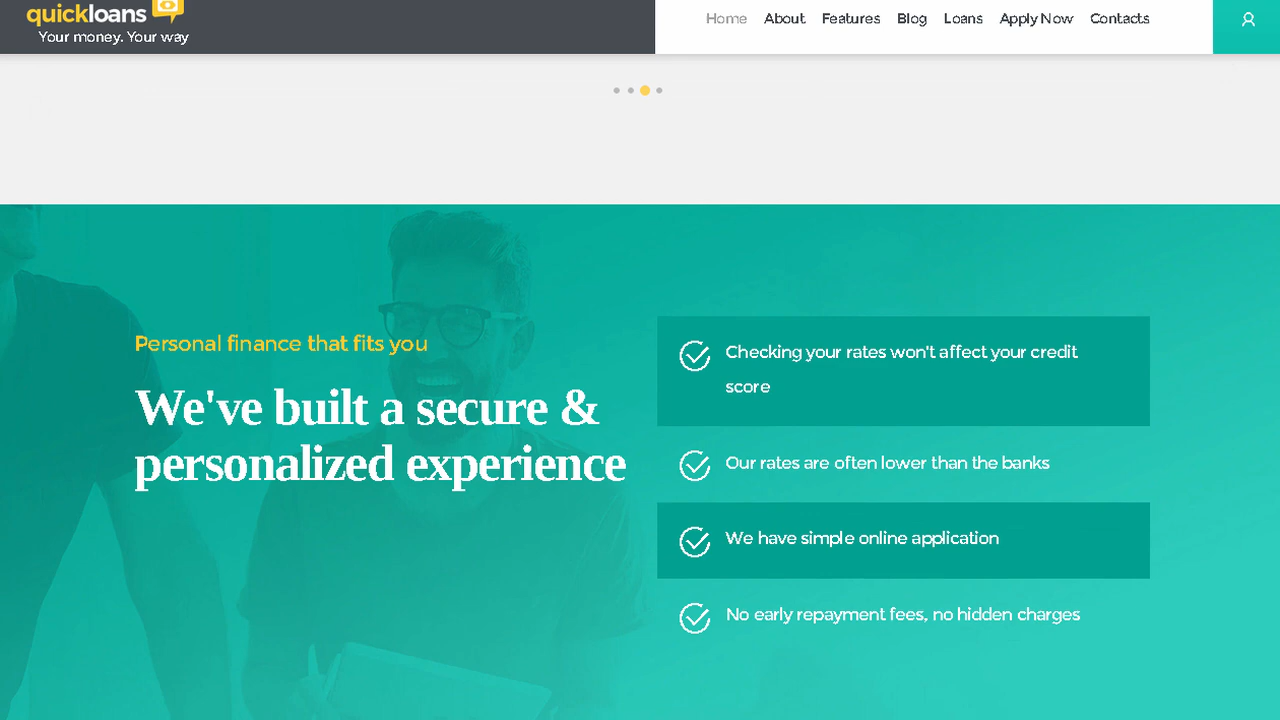 quickloans
Your money. Your way
Home About Features Blog Loans Apply Now Contacts
Personal finance that fits you
We've built a secure &
personalized experience
Checking your rates won't affect your credit
score
Our rates are often lower than the banks
We have simple online application
No early repayment fees, no hidden charges